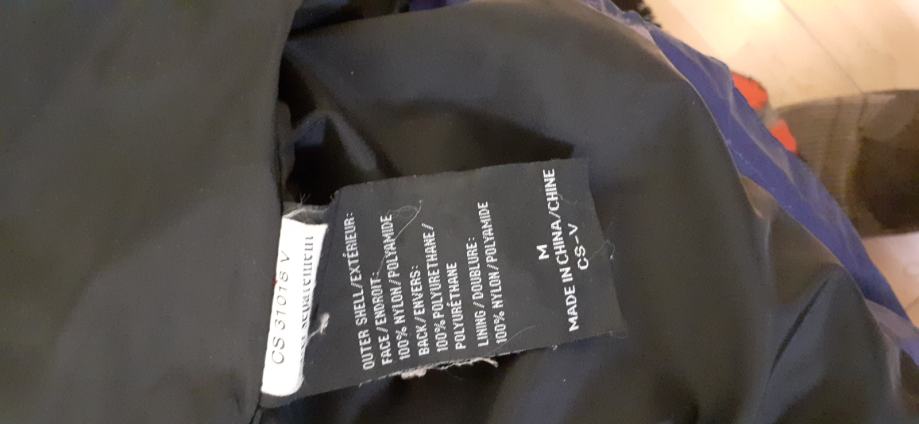 CS 31018 V
séparément
OUTER SHELL/EXTÉRIEUR:
FACE/ENDROIT:
100% NYLON/POLYAMIDE
BACK/ENVERS:
100% POLYURETHANE/
POLYURÉTHANE
LINING/DOUBLURE:
100% NYLON/POLYAMIDE
M
MADE IN CHINA/CHINE
CS-V